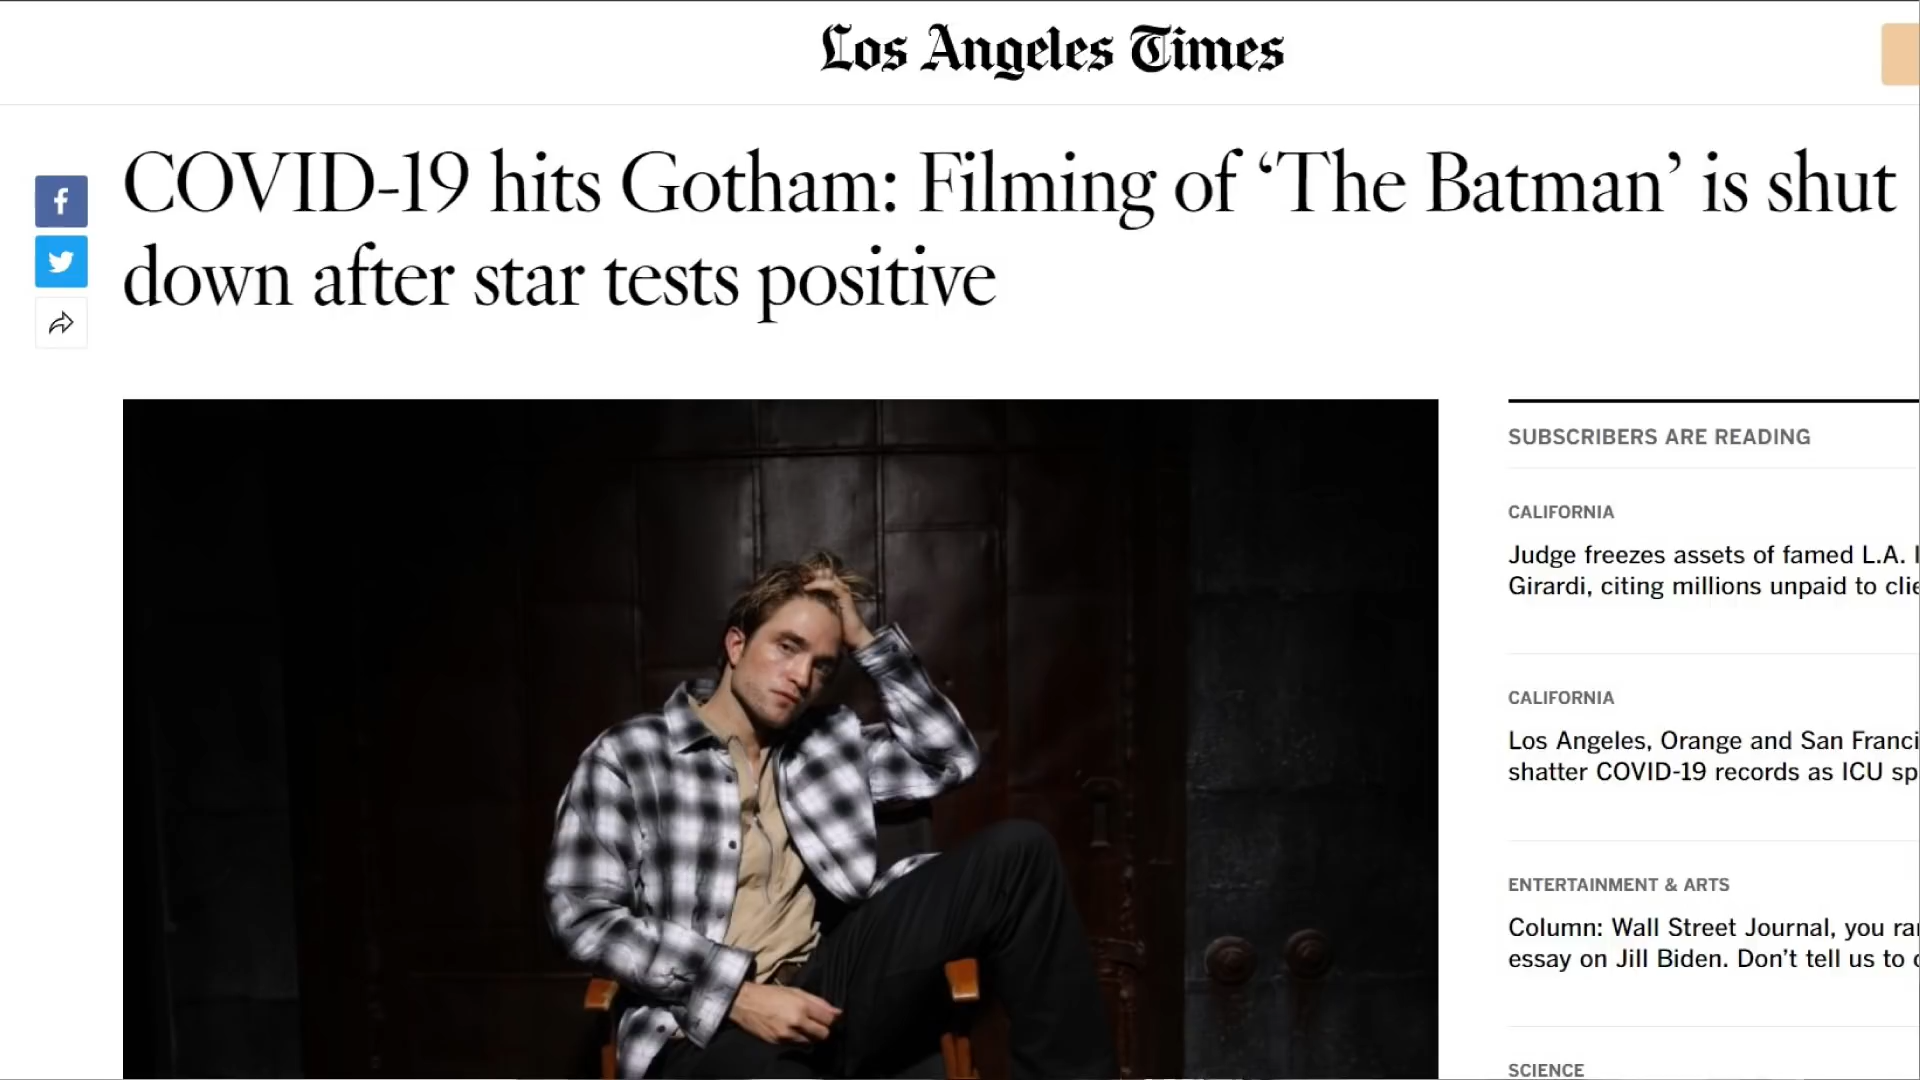 Los Angeles Times
COVID-19 hits Gotham: Filming of ‘The Batman’ is shut
down after star tests positive
SUBSCRIBERS ARE READING
CALIFORNIA
Judge freezes assets of famed L.A.
Girardi, citing millions unpaid to
CALIFORNIA
Los Angeles, Orange and San
shatter COVID-19 records as ICU
ENTERTAINMENT & ARTS
Column: Wall Street Journal, you
essay on Jill Biden. Don’t tell us to
SCIENCE